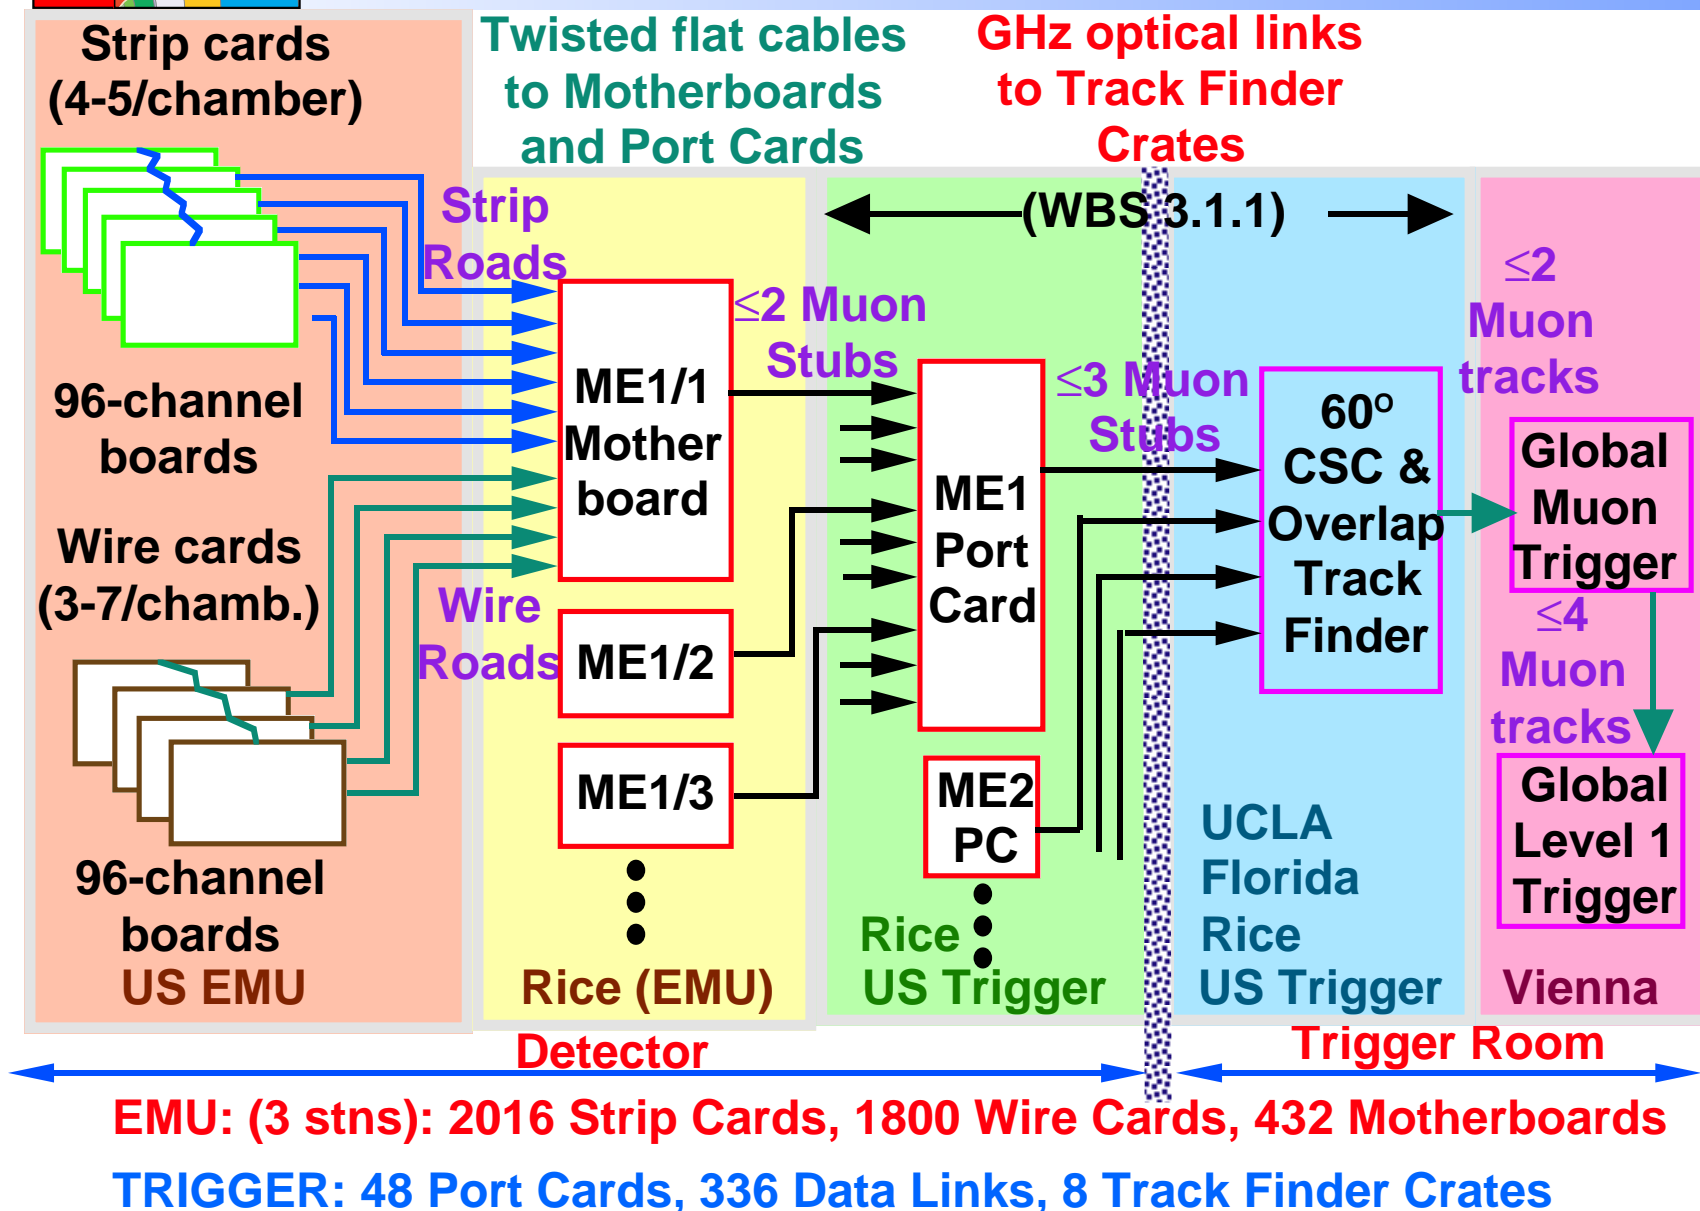 Strip cards
(4-5/chamber)
Twisted flat cables
to Motherboards
and Port Cards
GHz optical links
to Track Finder
Crates
(WBS 3.1.1)
Strip
Roads
96-channel
boards
Wire cards
(3-7/chamb.)
Wire
Roads
96-channel
boards
US EMU
ME1/1
Mother
board
ME1/2
ME1/3
Rice (EMU)
≤2 Muon
Stubs
ME1
Port
Card
ME2
PC
Rice
US Trigger
≤3 Muon
Stubs
60º
CSC &
Overlap
Track
Finder
UCLA
Florida
Rice
US Trigger
≤2
Muon
tracks
Global
Muon
Trigger
≤4
Muon
tracks
Global
Level 1
Trigger
Vienna
Detector
Trigger Room
EMU: (3 stns): 2016 Strip Cards, 1800 Wire Cards, 432 Motherboards
TRIGGER: 48 Port Cards, 336 Data Links, 8 Track Finder Crates